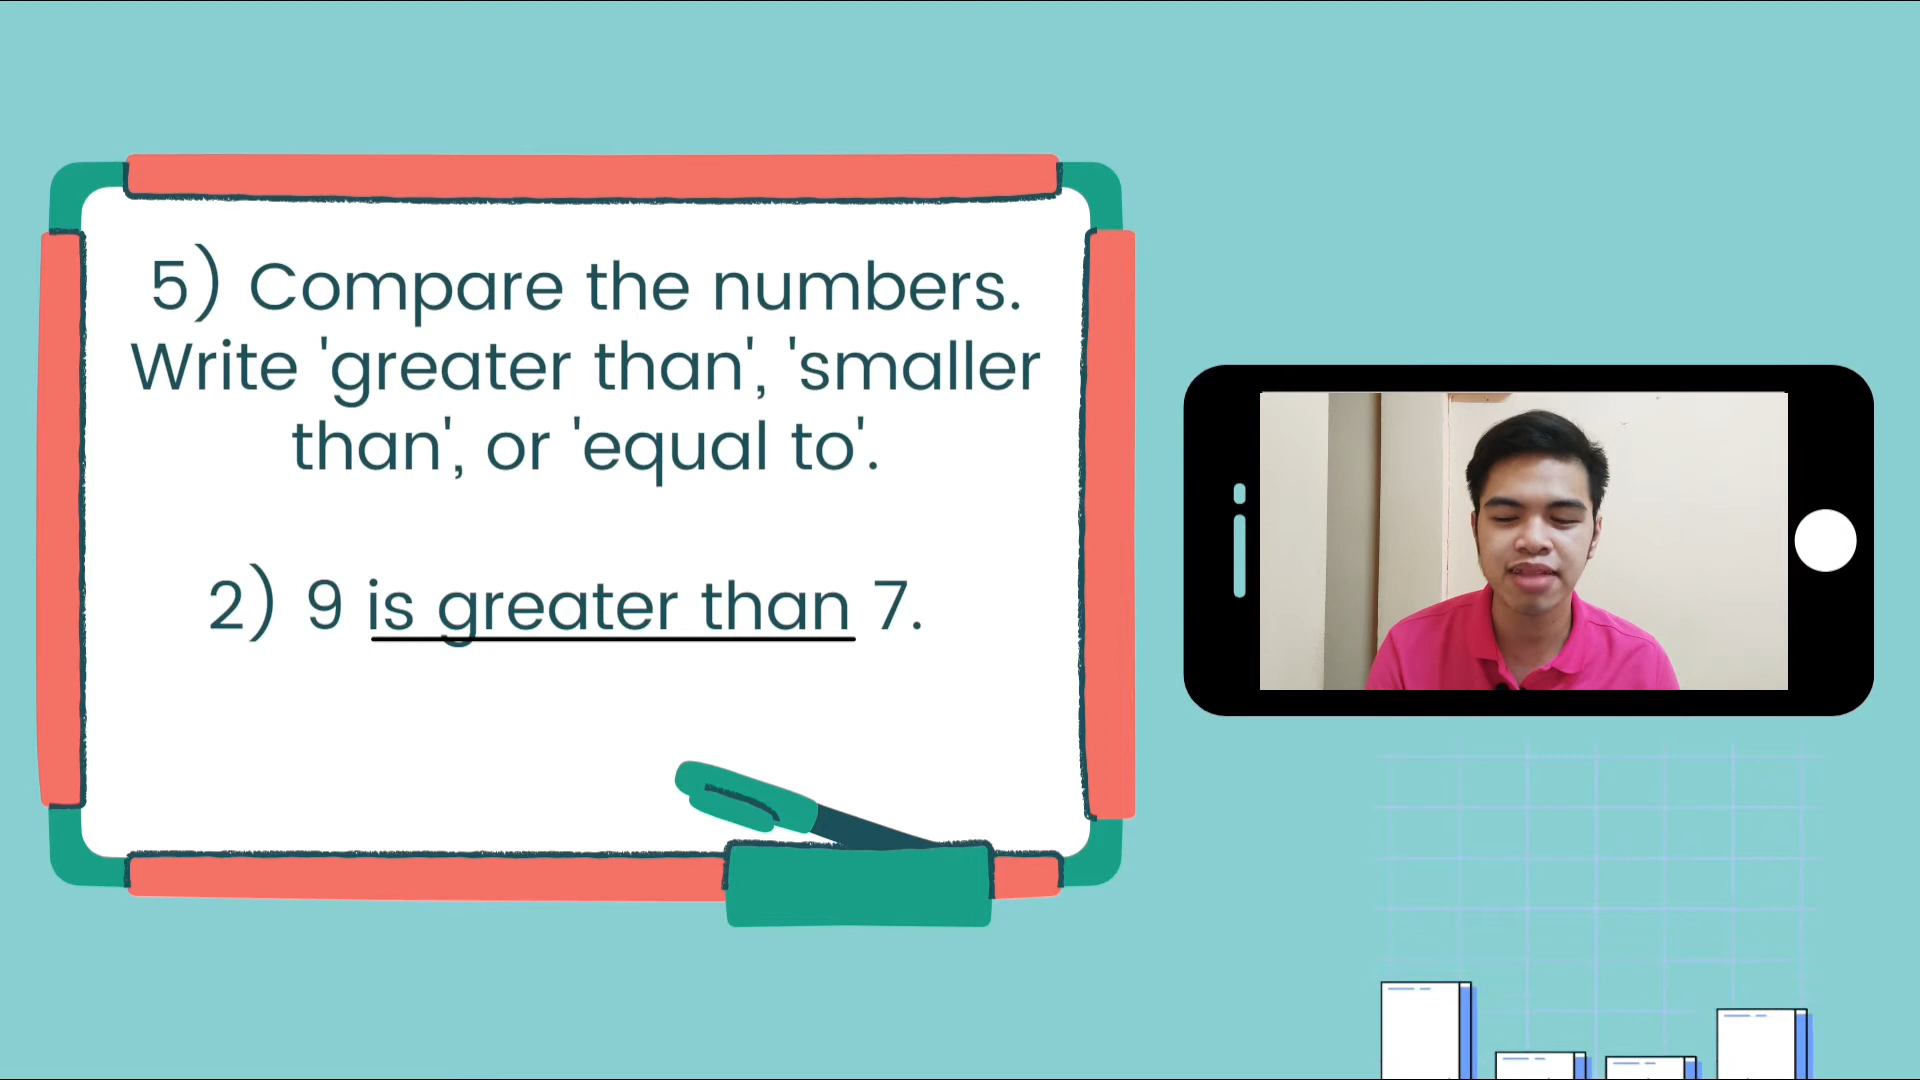 5) Compare the numbers.
Write 'greater than', 'smaller
than', or 'equal to'.
2) 9 is greater than 7.